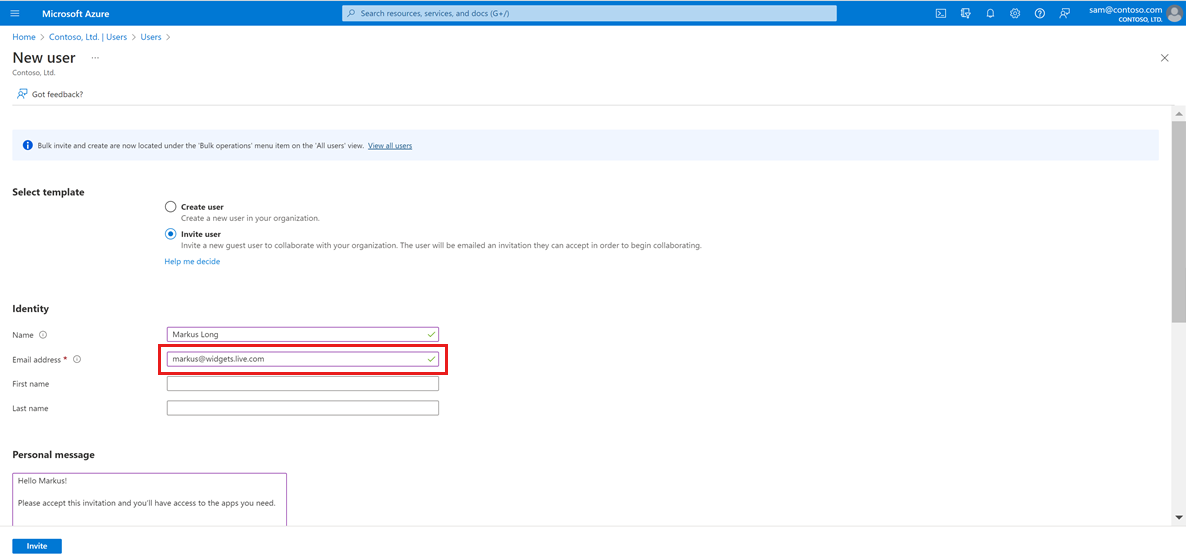 Microsoft Azure
Search resources, services, and docs (G+/)
sam@contoso.com
CONTOSO, LTD.
Home > Contoso, Ltd. | Users > Users >
New user ...
Contoso, Ltd.
Got feedback?
Bulk invite and create are now located under the 'Bulk operations' menu item on the 'All users' view. View all users
Select template
Create user
Create a new user in your organization.
Invite user
Invite a new guest user to collaborate with your organization. The user will be emailed an invitation they can accept in order to begin collaborating.
Help me decide
Identity
Name Markus Long
Email address * markus@widgets.live.com
First name
Last name
Personal message
Hello Markus!
Please accept this invitation and you'll have access to the apps you need.
Invite